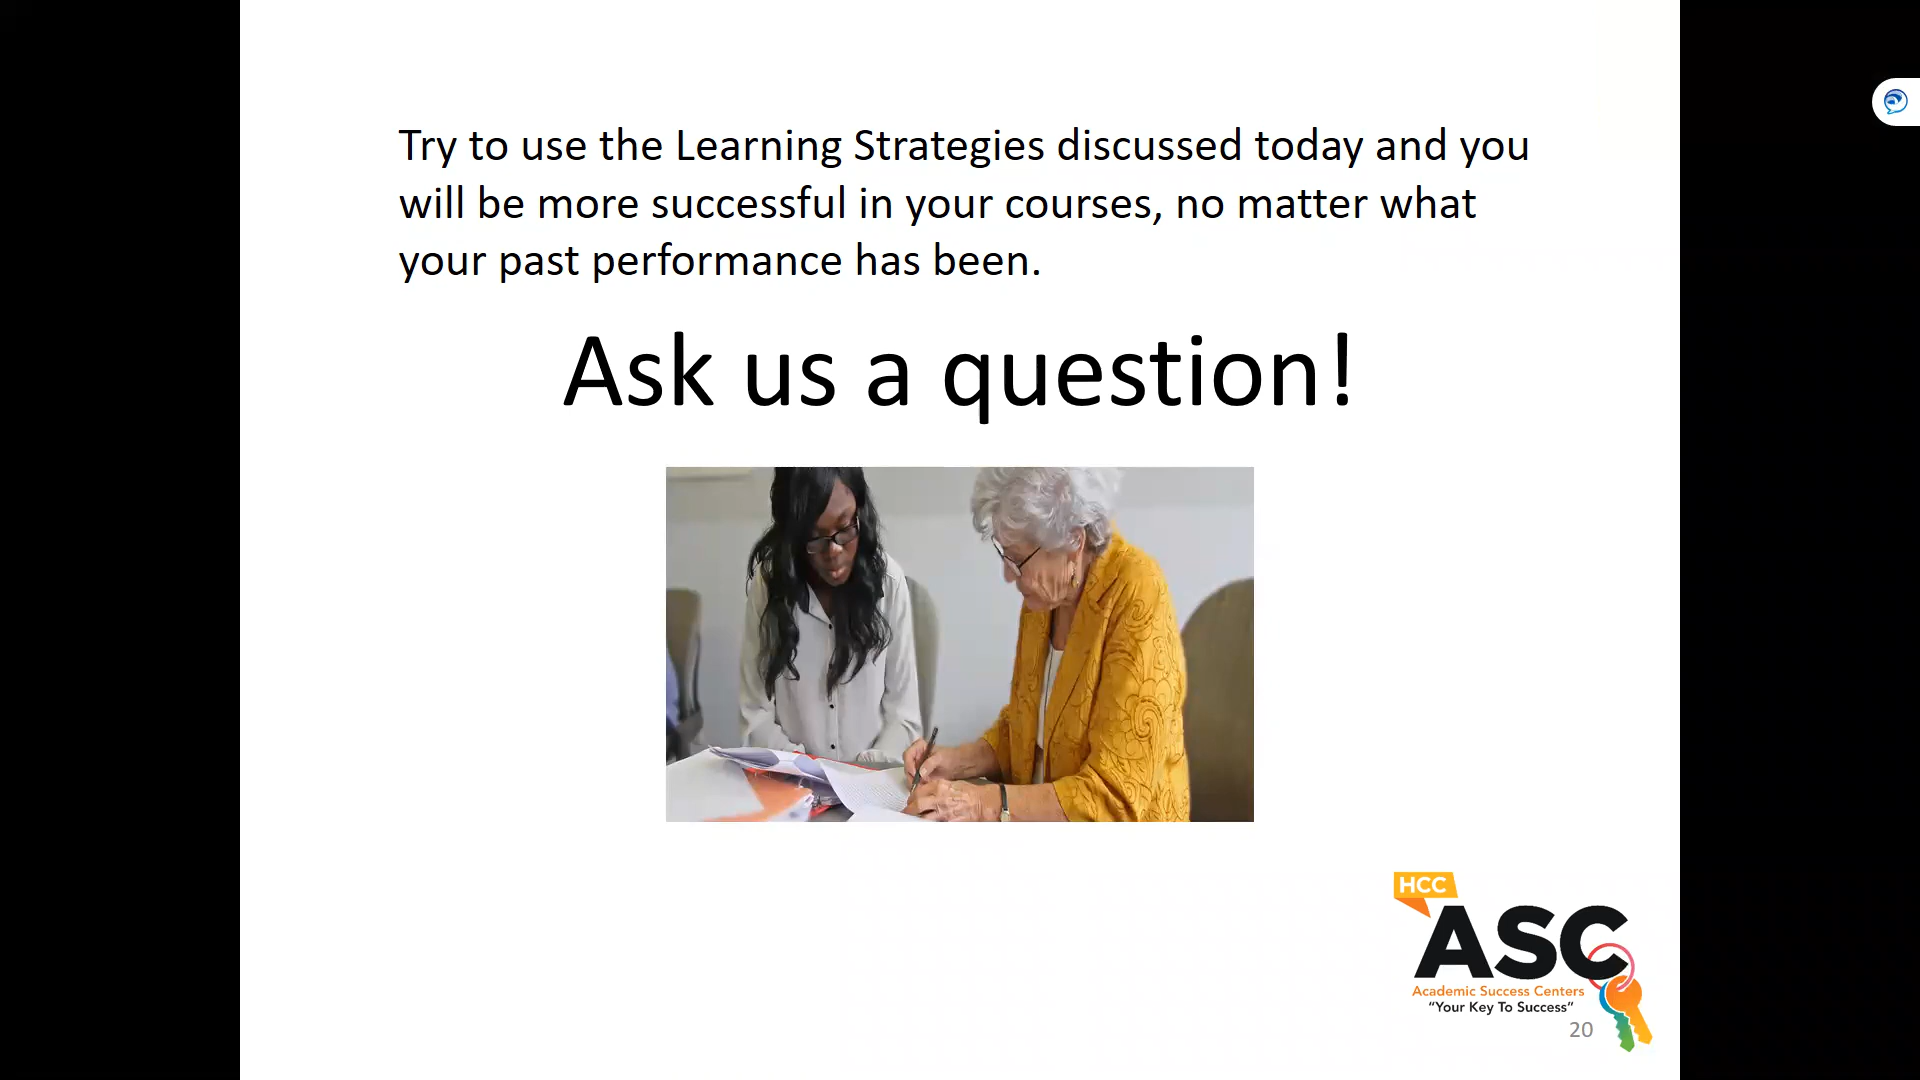 Try to use the Learning Strategies discussed today and you
will be more successful in your courses, no matter what
your past performance has been.
Ask us a question!
HCC
ASC
Academic Success Centers
“Your Key To Success”
20